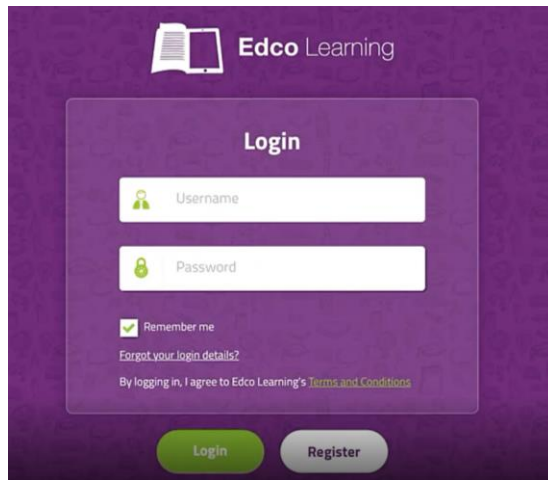 Edco Learning
Login
Username
Password
Remember me
Forgot your login details?
By logging in, I agree to Edco Learning's Terms and Conditions
Login
Register